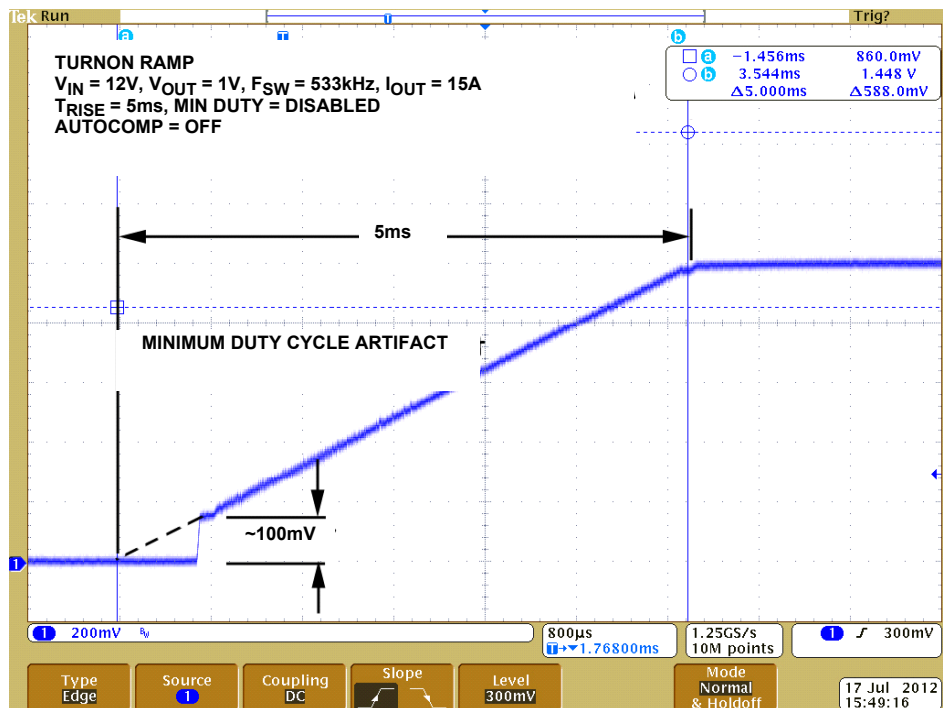 Tek Run Trig?
a b
T
T
TURNON RAMP
VIN = 12V, VOUT = 1V, FSW = 533kHz, IOUT = 15A
TRISE = 5ms, MIN DUTY = DISABLED
AUTOCOMP = OFF
a −1.456ms 860.0mV
b 3.544ms 1.448 V
Δ5.000ms Δ588.0mV
5ms
MINIMUM DUTY CYCLE ARTIFACT
~100mV
1
1 200mV BW
800µs
T→▼1.76800ms
1.25GS/s
10M points
1 300mV
Type
Edge
Source
1
Coupling
DC
Slope
Level
300mV
Mode
Normal
& Holdoff
17 Jul 2012
15:49:16